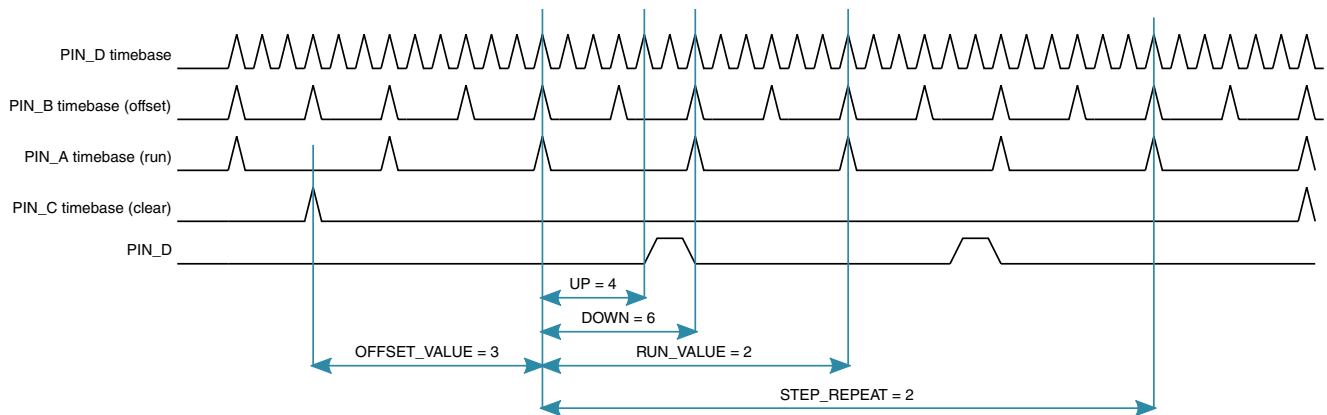 PIN_D timebase
PIN_B timebase (offset)
PIN_A timebase (run)
PIN_C timebase (clear)
PIN_D
UP = 4
DOWN = 6
OFFSET_VALUE = 3
RUN_VALUE = 2
STEP_REPEAT = 2